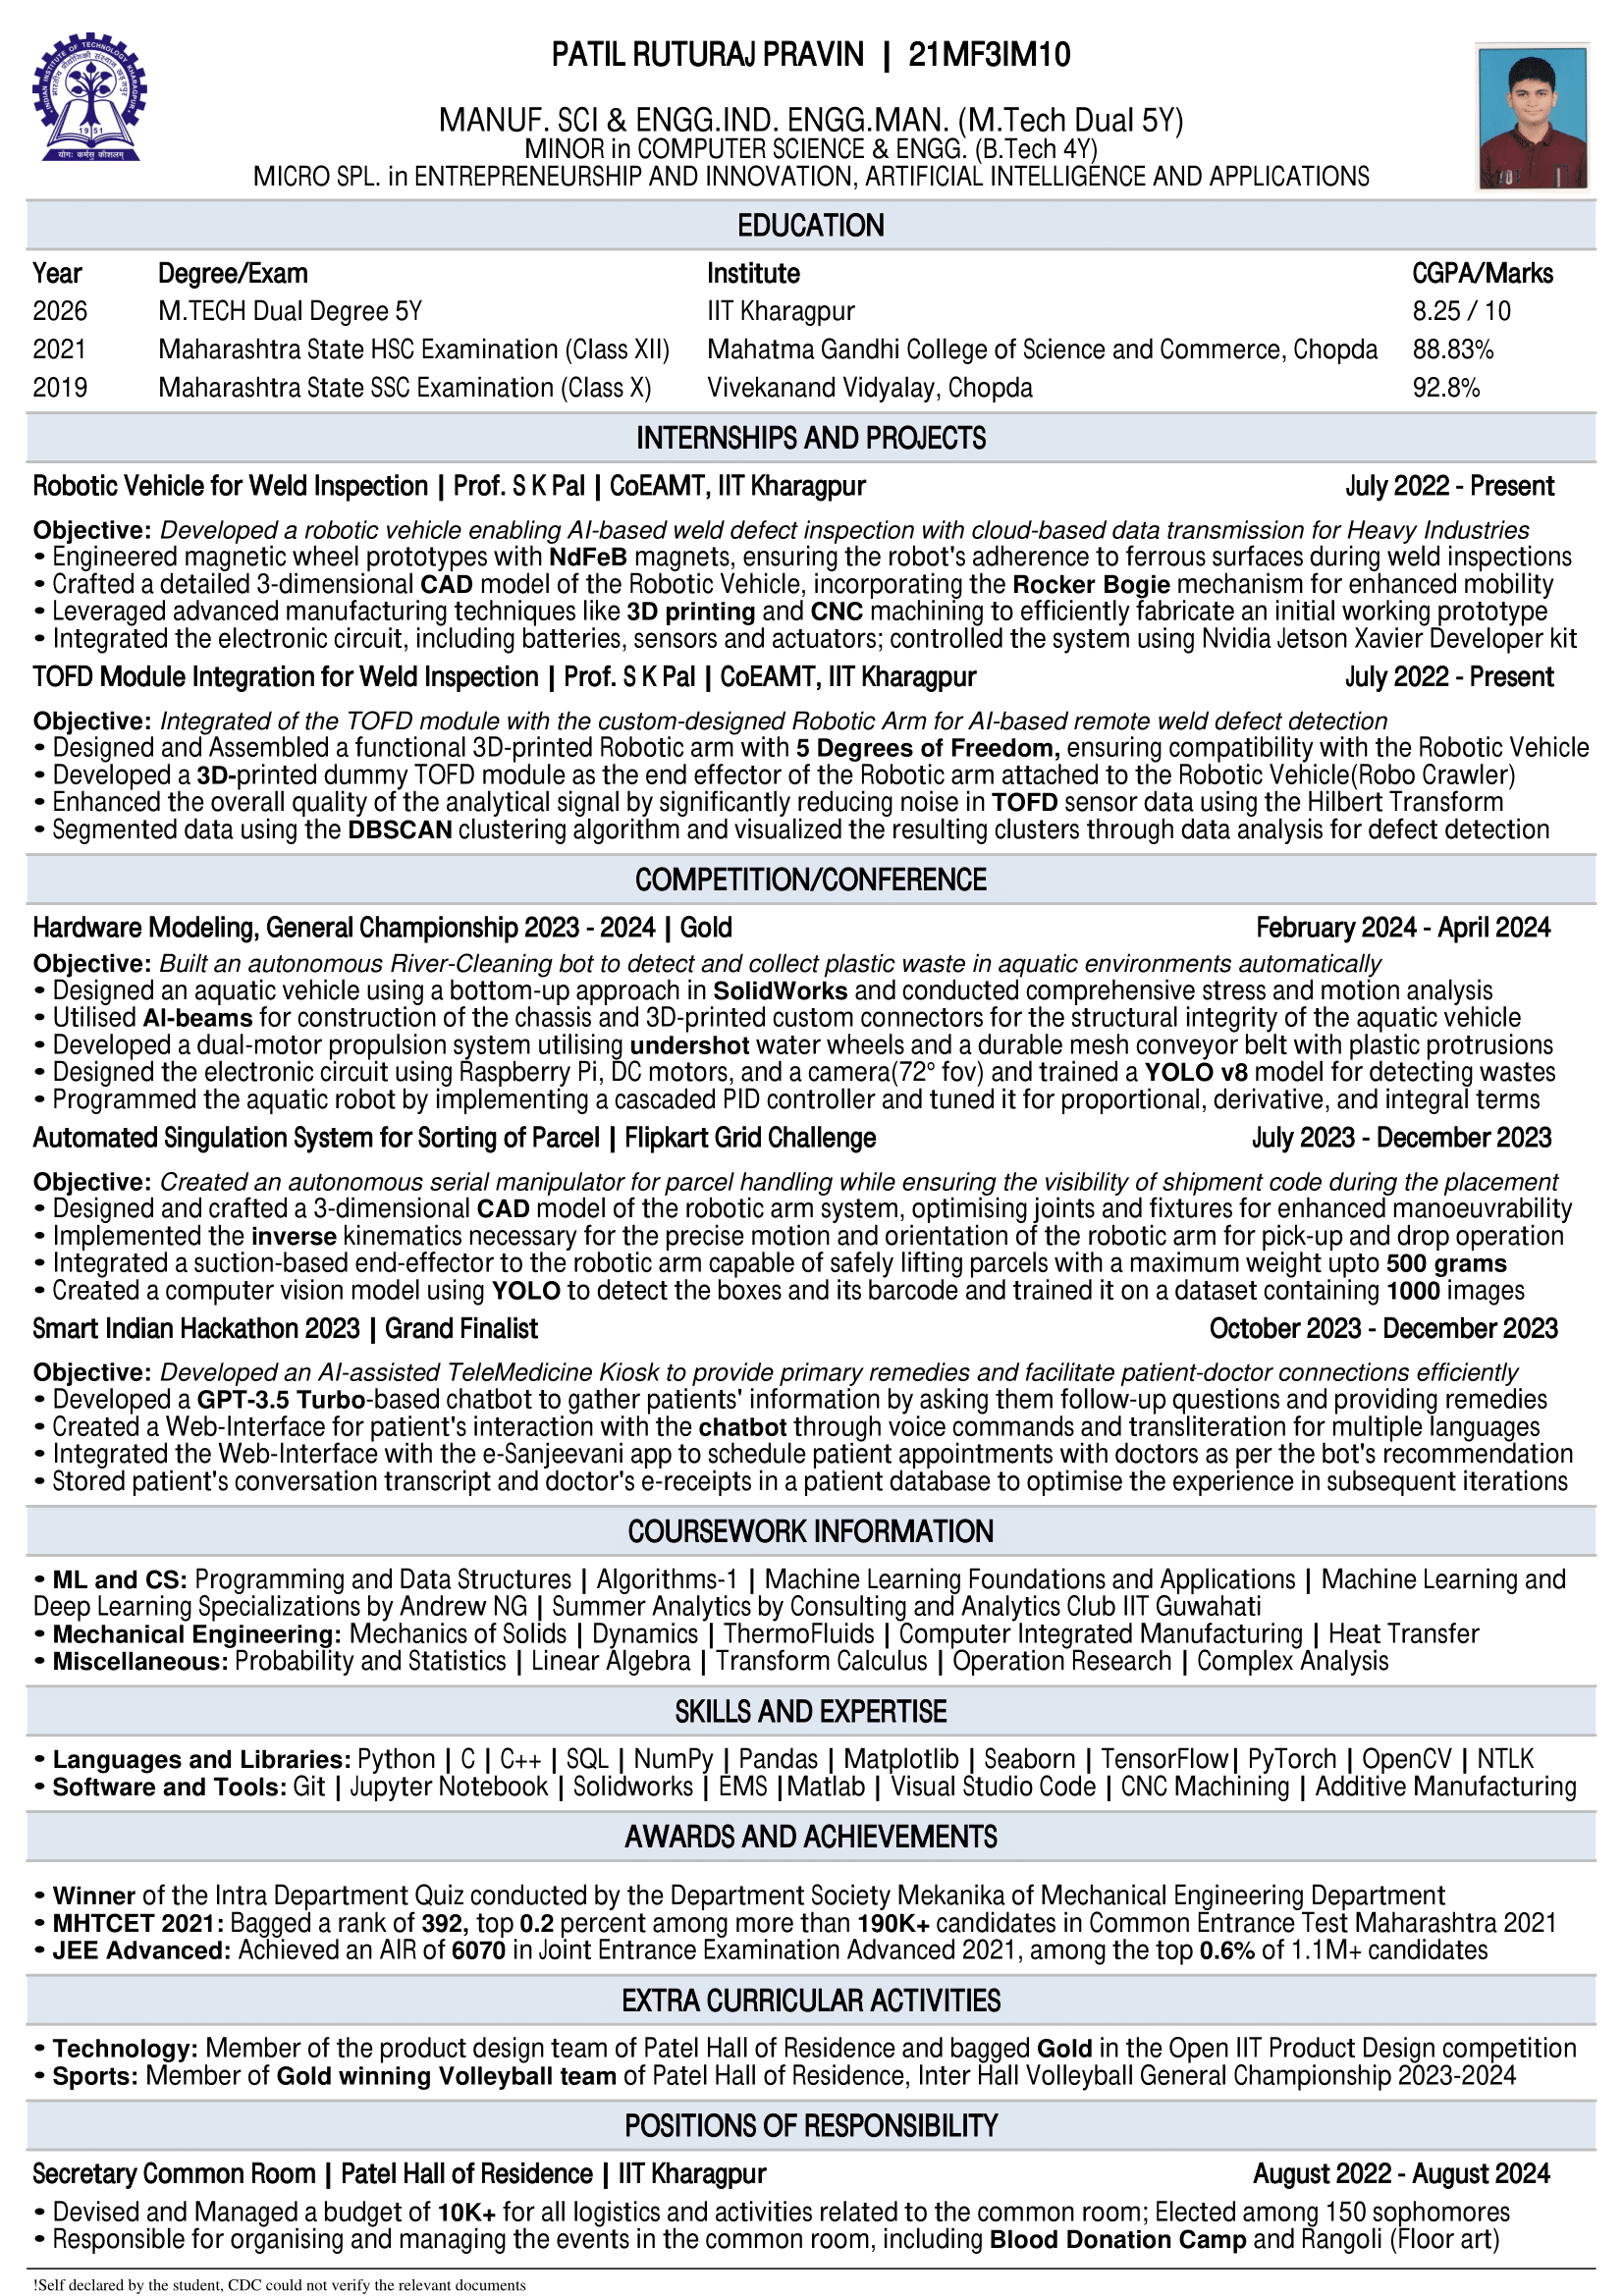 INDIAN INSTITUTE OF TECHNOLOGY KHARAGPUR
भारतीय प्रौद्योगिकी संस्थान खड़गपुर
1951
योगः कर्मसु कौशलम्
PATIL RUTURAJ PRAVIN | 21MF3IM10
MANUF. SCI & ENGG.IND. ENGG.MAN. (M.Tech Dual 5Y)
MINOR in COMPUTER SCIENCE & ENGG. (B.Tech 4Y)
MICRO SPL. in ENTREPRENEURSHIP AND INNOVATION, ARTIFICIAL INTELLIGENCE AND APPLICATIONS
EDUCATION
Year Degree/Exam Institute CGPA/Marks
2026 M.TECH Dual Degree 5Y IIT Kharagpur 8.25 / 10
2021 Maharashtra State HSC Examination (Class XII) Mahatma Gandhi College of Science and Commerce, Chopda 88.83%
2019 Maharashtra State SSC Examination (Class X) Vivekanand Vidyalay, Chopda 92.8%
INTERNSHIPS AND PROJECTS
Robotic Vehicle for Weld Inspection | Prof. S K Pal | CoEAMT, IIT Kharagpur July 2022 - Present
Objective: Developed a robotic vehicle enabling AI-based weld defect inspection with cloud-based data transmission for Heavy Industries
• Engineered magnetic wheel prototypes with NdFeB magnets, ensuring the robot's adherence to ferrous surfaces during weld inspections
• Crafted a detailed 3-dimensional CAD model of the Robotic Vehicle, incorporating the Rocker Bogie mechanism for enhanced mobility
• Leveraged advanced manufacturing techniques like 3D printing and CNC machining to efficiently fabricate an initial working prototype
• Integrated the electronic circuit, including batteries, sensors and actuators; controlled the system using Nvidia Jetson Xavier Developer kit
TOFD Module Integration for Weld Inspection | Prof. S K Pal | CoEAMT, IIT Kharagpur July 2022 - Present
Objective: Integrated of the TOFD module with the custom-designed Robotic Arm for AI-based remote weld defect detection
• Designed and Assembled a functional 3D-printed Robotic arm with 5 Degrees of Freedom, ensuring compatibility with the Robotic Vehicle
• Developed a 3D-printed dummy TOFD module as the end effector of the Robotic arm attached to the Robotic Vehicle(Robo Crawler)
• Enhanced the overall quality of the analytical signal by significantly reducing noise in TOFD sensor data using the Hilbert Transform
• Segmented data using the DBSCAN clustering algorithm and visualized the resulting clusters through data analysis for defect detection
COMPETITION/CONFERENCE
Hardware Modeling, General Championship 2023 - 2024 | Gold February 2024 - April 2024
Objective: Built an autonomous River-Cleaning bot to detect and collect plastic waste in aquatic environments automatically
• Designed an aquatic vehicle using a bottom-up approach in SolidWorks and conducted comprehensive stress and motion analysis
• Utilised Al-beams for construction of the chassis and 3D-printed custom connectors for the structural integrity of the aquatic vehicle
• Developed a dual-motor propulsion system utilising undershot water wheels and a durable mesh conveyor belt with plastic protrusions
• Designed the electronic circuit using Raspberry Pi, DC motors, and a camera(72° fov) and trained a YOLO v8 model for detecting wastes
• Programmed the aquatic robot by implementing a cascaded PID controller and tuned it for proportional, derivative, and integral terms
Automated Singulation System for Sorting of Parcel | Flipkart Grid Challenge July 2023 - December 2023
Objective: Created an autonomous serial manipulator for parcel handling while ensuring the visibility of shipment code during the placement
• Designed and crafted a 3-dimensional CAD model of the robotic arm system, optimising joints and fixtures for enhanced manoeuvrability
• Implemented the inverse kinematics necessary for the precise motion and orientation of the robotic arm for pick-up and drop operation
• Integrated a suction-based end-effector to the robotic arm capable of safely lifting parcels with a maximum weight upto 500 grams
• Created a computer vision model using YOLO to detect the boxes and its barcode and trained it on a dataset containing 1000 images
Smart Indian Hackathon 2023 | Grand Finalist October 2023 - December 2023
Objective: Developed an AI-assisted TeleMedicine Kiosk to provide primary remedies and facilitate patient-doctor connections efficiently
• Developed a GPT-3.5 Turbo-based chatbot to gather patients' information by asking them follow-up questions and providing remedies
• Created a Web-Interface for patient's interaction with the chatbot through voice commands and transliteration for multiple languages
• Integrated the Web-Interface with the e-Sanjeevani app to schedule patient appointments with doctors as per the bot's recommendation
• Stored patient's conversation transcript and doctor's e-receipts in a patient database to optimise the experience in subsequent iterations
COURSEWORK INFORMATION
• ML and CS: Programming and Data Structures | Algorithms-1 | Machine Learning Foundations and Applications | Machine Learning and
Deep Learning Specializations by Andrew NG | Summer Analytics by Consulting and Analytics Club IIT Guwahati
• Mechanical Engineering: Mechanics of Solids | Dynamics | ThermoFluids | Computer Integrated Manufacturing | Heat Transfer
• Miscellaneous: Probability and Statistics | Linear Algebra | Transform Calculus | Operation Research | Complex Analysis
SKILLS AND EXPERTISE
• Languages and Libraries: Python | C | C++ | SQL | NumPy | Pandas | Matplotlib | Seaborn | TensorFlow| PyTorch | OpenCV | NTLK
• Software and Tools: Git | Jupyter Notebook | Solidworks | EMS |Matlab | Visual Studio Code | CNC Machining | Additive Manufacturing
AWARDS AND ACHIEVEMENTS
• Winner of the Intra Department Quiz conducted by the Department Society Mekanika of Mechanical Engineering Department
• MHTCET 2021: Bagged a rank of 392, top 0.2 percent among more than 190K+ candidates in Common Entrance Test Maharashtra 2021
• JEE Advanced: Achieved an AIR of 6070 in Joint Entrance Examination Advanced 2021, among the top 0.6% of 1.1M+ candidates
EXTRA CURRICULAR ACTIVITIES
• Technology: Member of the product design team of Patel Hall of Residence and bagged Gold in the Open IIT Product Design competition
• Sports: Member of Gold winning Volleyball team of Patel Hall of Residence, Inter Hall Volleyball General Championship 2023-2024
POSITIONS OF RESPONSIBILITY
Secretary Common Room | Patel Hall of Residence | IIT Kharagpur August 2022 - August 2024
• Devised and Managed a budget of 10K+ for all logistics and activities related to the common room; Elected among 150 sophomores
• Responsible for organising and managing the events in the common room, including Blood Donation Camp and Rangoli (Floor art)
!Self declared by the student, CDC could not verify the relevant documents